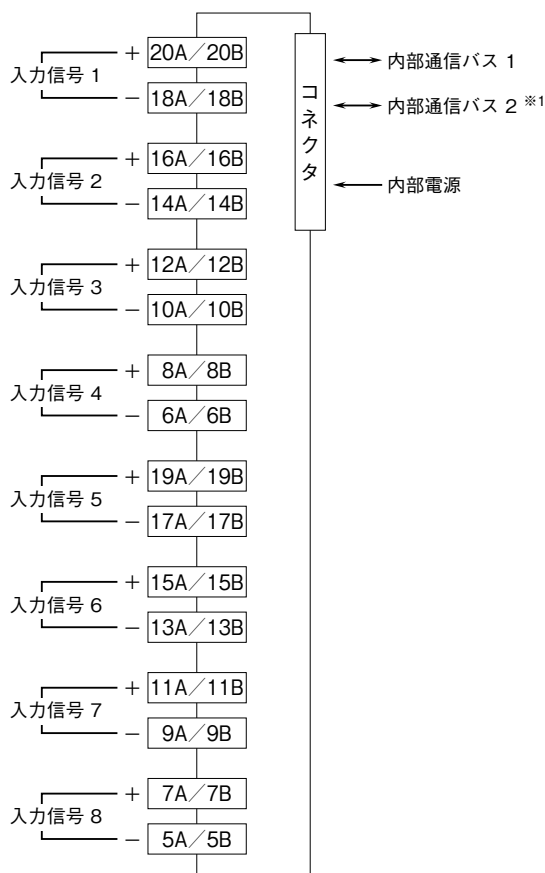 入力信号 1
+ 20A／20B
− 18A／18B
入力信号 2
+ 16A／16B
− 14A／14B
入力信号 3
+ 12A／12B
− 10A／10B
入力信号 4
+ 8A／8B
− 6A／6B
入力信号 5
+ 19A／19B
− 17A／17B
入力信号 6
+ 15A／15B
− 13A／13B
入力信号 7
+ 11A／11B
− 9A／9B
入力信号 8
+ 7A／7B
− 5A／5B
コネクタ
内部通信バス 1
内部通信バス 2 ※1
内部電源